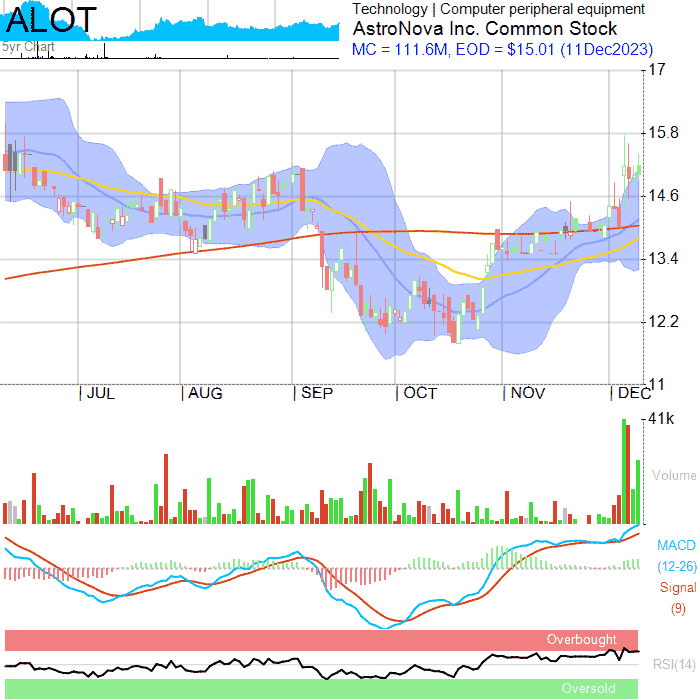 ALOT
5yr Chart
Technology | Computer peripheral equipment
AstroNova Inc. Common Stock
MC = 111.6M, EOD = $15.01 (11Dec2023)
17
15.8
14.6
13.4
12.2
11
JUL AUG SEP OCT NOV DEC
41k
Volume
MACD
(12-26)
Signal
(9)
Overbought
RSI(14)
Oversold